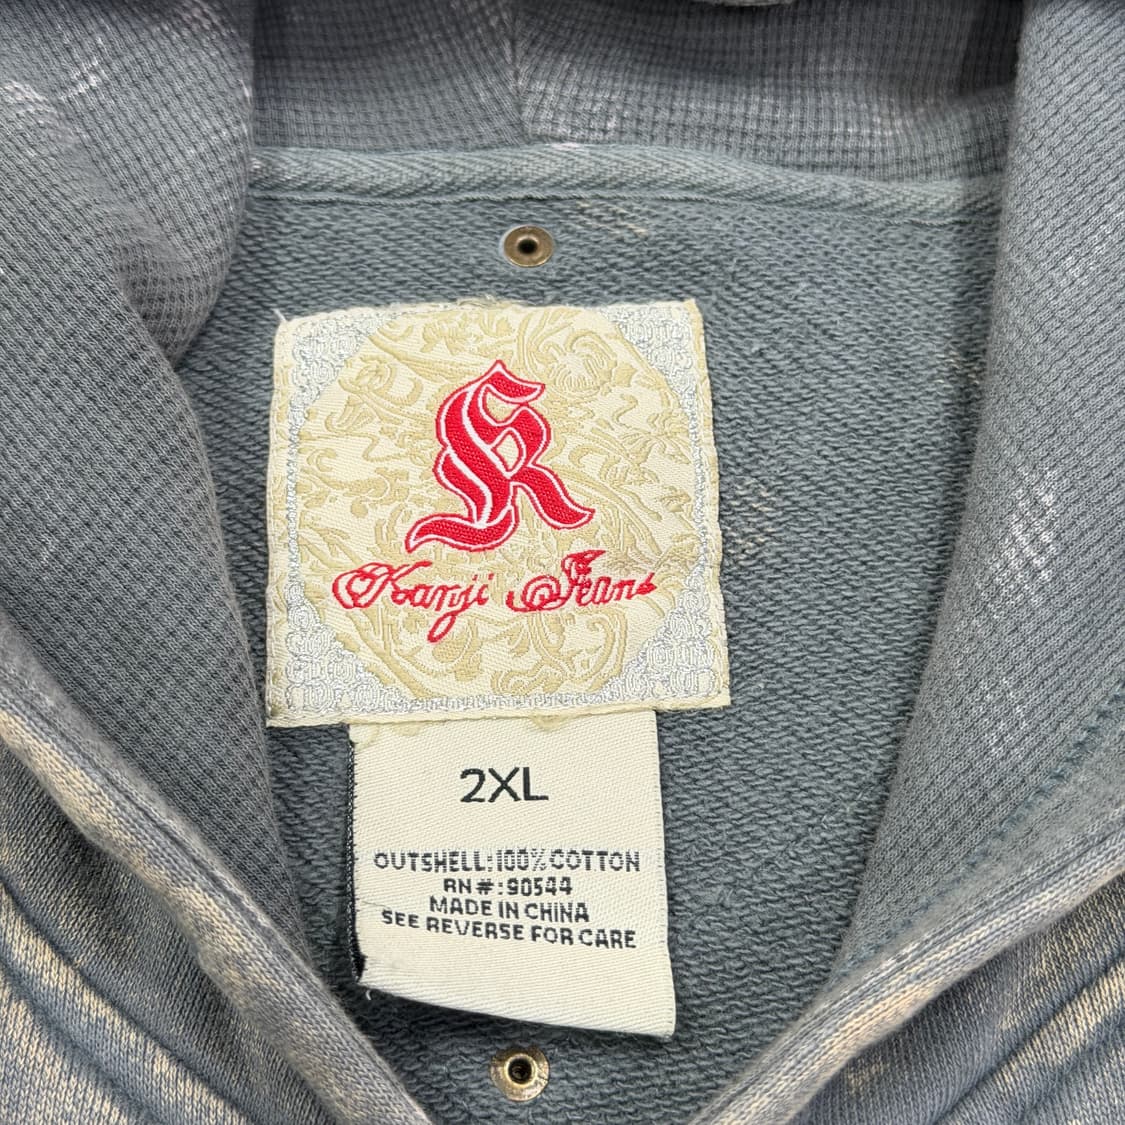 K
Kanji Jeans
2XL
OUTSHELL:100% COTTON
RN#:90544
MADE IN CHINA
SEE REVERSE FOR CARE